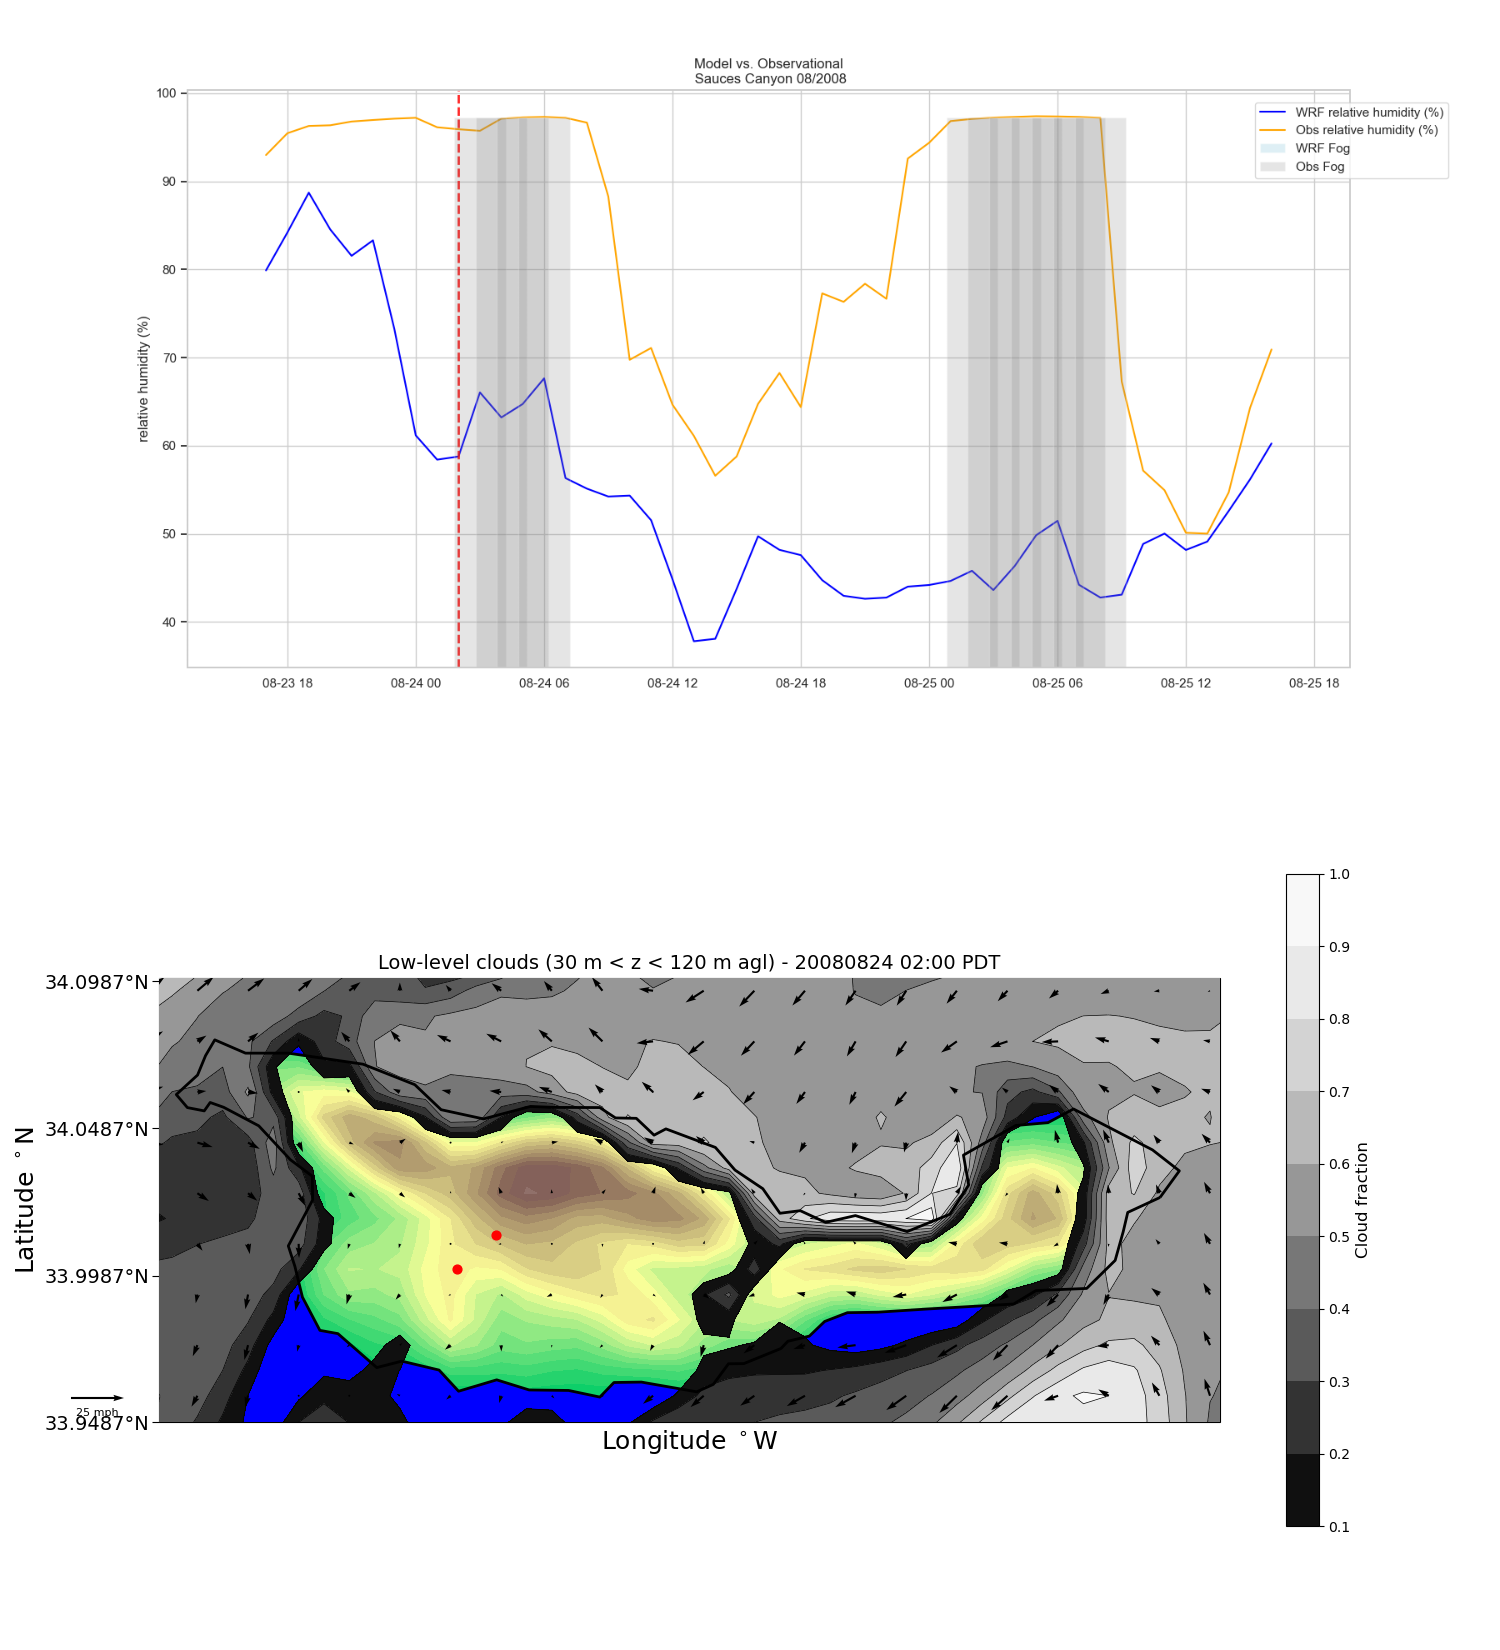 Model vs. Observational
Sauces Canyon 08/2008
100
90
80
70
60
50
40
relative humidity (%)
WRF relative humidity (%)
Obs relative humidity (%)
WRF Fog
Obs Fog
08-23 18
08-24 00
08-24 06
08-24 12
08-24 18
08-25 00
08-25 06
08-25 12
08-25 18
Low-level clouds (30 m < z < 120 m agl) - 20080824 02:00 PDT
34.0987°N
34.0487°N
33.9987°N
33.9487°N
Latitude °N
25 mph
Longitude °W
1.0
0.9
0.8
0.7
0.6
0.5
0.4
0.3
0.2
0.1
Cloud fraction